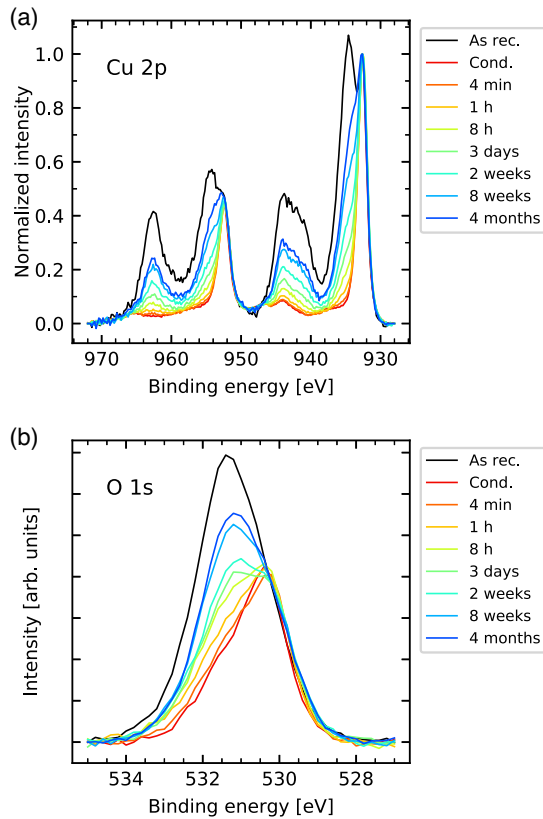 (a)
Cu 2p
Normalized intensity
1.0
0.8
0.6
0.4
0.2
0.0
970
960
950
940
930
Binding energy [eV]
As rec.
Cond.
4 min
1 h
8 h
3 days
2 weeks
8 weeks
4 months
(b)
O 1s
Intensity [arb. units]
534
532
530
528
Binding energy [eV]
As rec.
Cond.
4 min
1 h
8 h
3 days
2 weeks
8 weeks
4 months